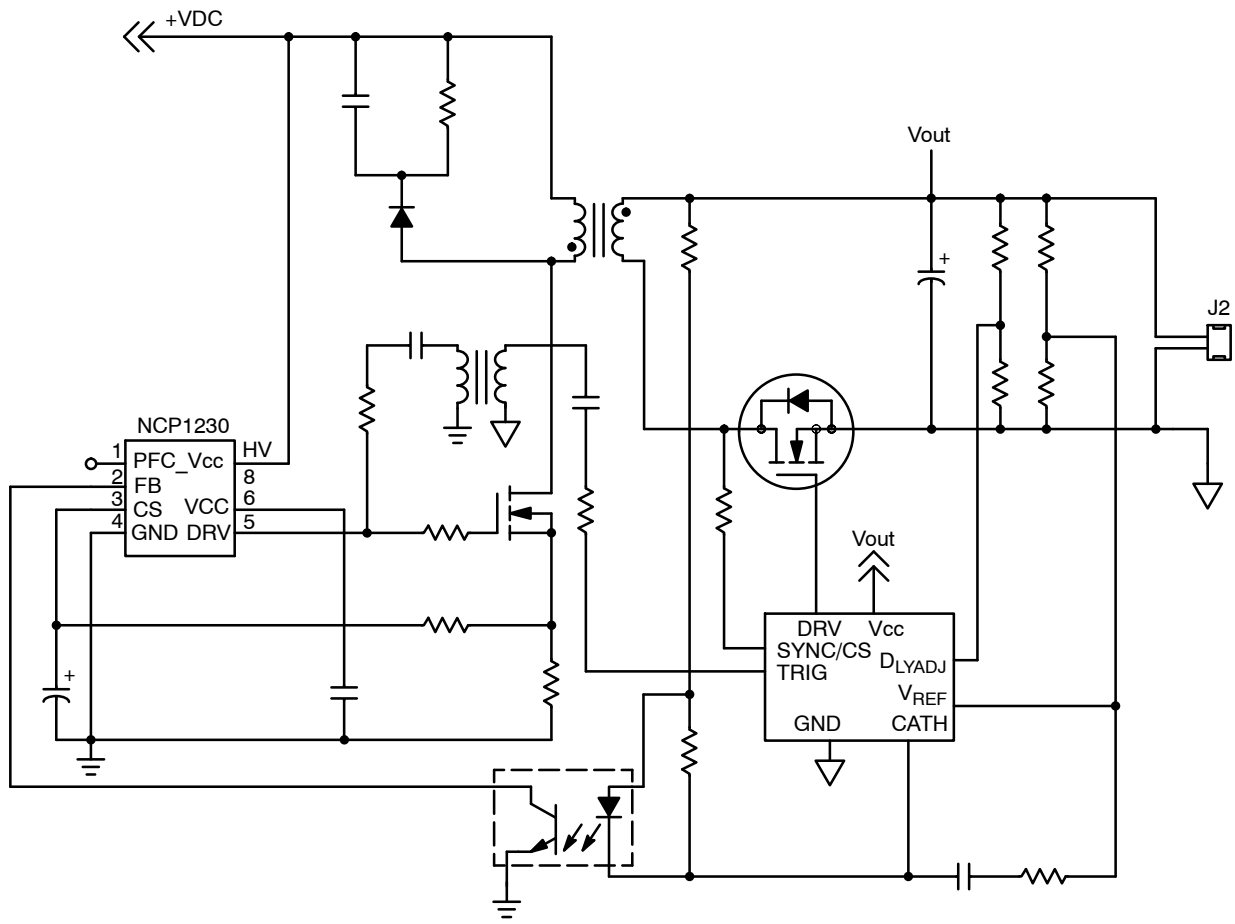 +VDC
Vout
J2
+
NCP1230
1 PFC_Vcc HV 8
2 FB
3 CS VCC 6
4 GND DRV 5
Vout
DRV Vcc
SYNC/CS
TRIG
DLYADJ
VREF
GND CATH
+